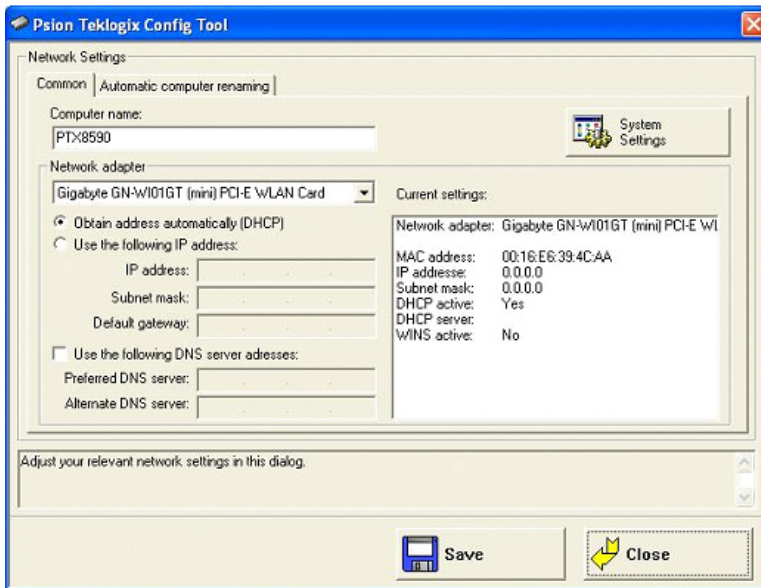 Psion Teklogix Config Tool
Network Settings
Common
Automatic computer renaming
Computer name:
PTX8590
System
Settings
Network adapter
Gigabyte GN-WI01GT (mini) PCI-E WLAN Card
Obtain address automatically (DHCP)
Use the following IP address:
IP address:
Subnet mask:
Default gateway:
Use the following DNS server adresses:
Preferred DNS server:
Alternate DNS server:
Current settings:
Network adapter: Gigabyte GN-WI01GT (mini) PCI-E WL
MAC address: 00:16:E6:39:4C:AA
IP addresse: 0.0.0.0
Subnet mask: 0.0.0.0
DHCP active: Yes
DHCP server:
WINS active: No
Adjust your relevant network settings in this dialog.
Save
Close